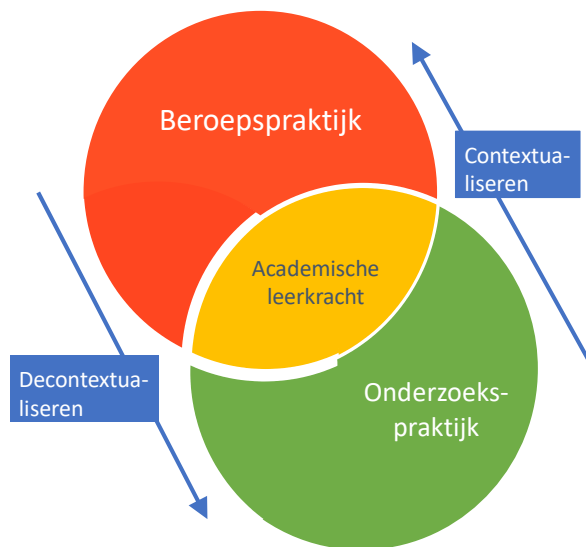 Beroepspraktijk
Contextua-
liseren
Academische
leerkracht
Decontextua-
liseren
Onderzoeks-
praktijk